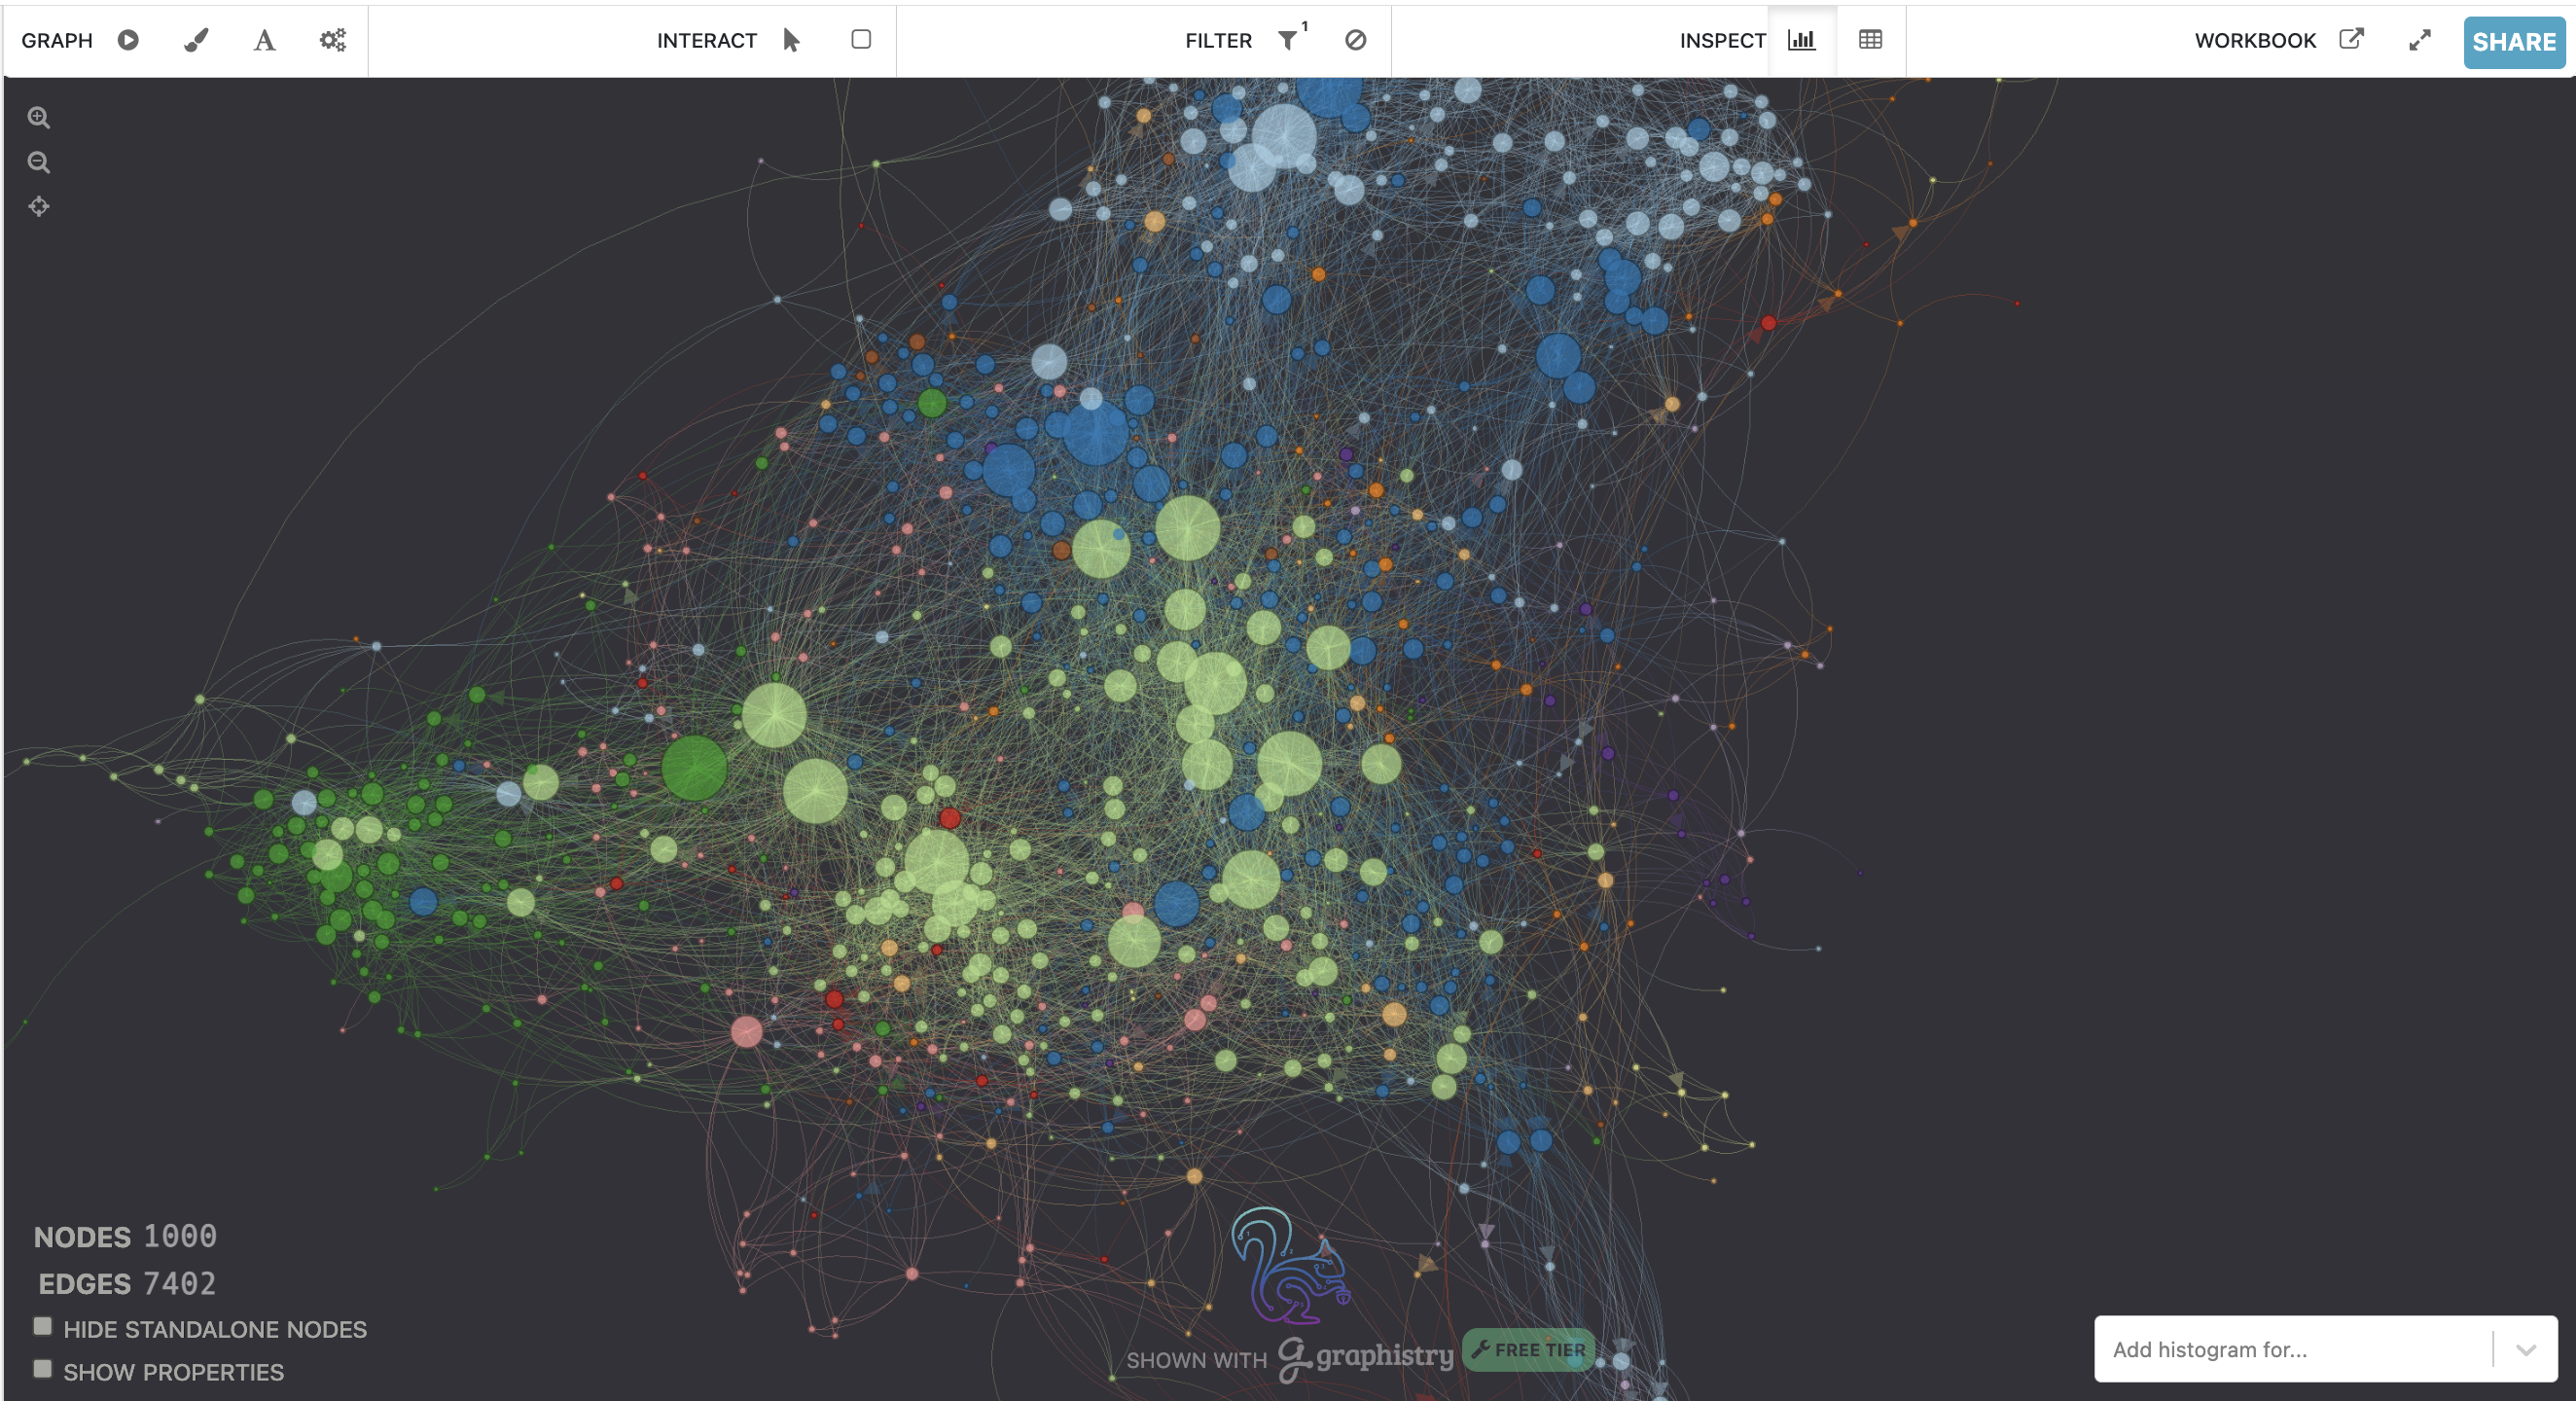 GRAPH
INTERACT
FILTER 1
INSPECT
WORKBOOK
SHARE
NODES 1000
EDGES 7402
HIDE STANDALONE NODES
SHOW PROPERTIES
SHOWN WITH graphistry
FREE TIER
Add histogram for...